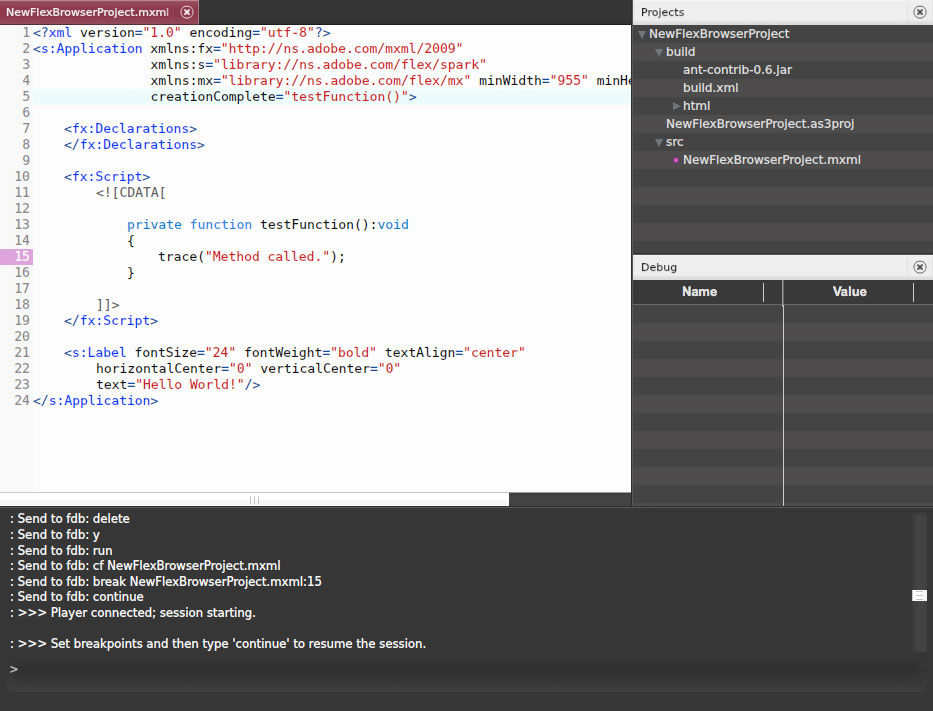 NewFlexBrowserProject.mxml
1 <?xml version="1.0" encoding="utf-8"?>
2 <s:Application xmlns:fx="http://ns.adobe.com/mxml/2009"
3 xmlns:s="library://ns.adobe.com/flex/spark"
4 xmlns:mx="library://ns.adobe.com/flex/mx" minWidth="955" minHe
5 creationComplete="testFunction()">
6
7 <fx:Declarations>
8 </fx:Declarations>
9
10 <fx:Script>
11 <![CDATA[
12
13 private function testFunction():void
14 {
15 trace("Method called.");
16 }
17
18 ]]>
19 </fx:Script>
20
21 <s:Label fontSize="24" fontWeight="bold" textAlign="center"
22 horizontalCenter="0" verticalCenter="0"
23 text="Hello World!"/>
24 </s:Application>
Projects
NewFlexBrowserProject
build
ant-contrib-0.6.jar
build.xml
html
NewFlexBrowserProject.as3proj
src
NewFlexBrowserProject.mxml
Debug
Name Value
: Send to fdb: delete
: Send to fdb: y
: Send to fdb: run
: Send to fdb: cf NewFlexBrowserProject.mxml
: Send to fdb: break NewFlexBrowserProject.mxml:15
: Send to fdb: continue
: >>> Player connected; session starting.
: >>> Set breakpoints and then type 'continue' to resume the session.
>